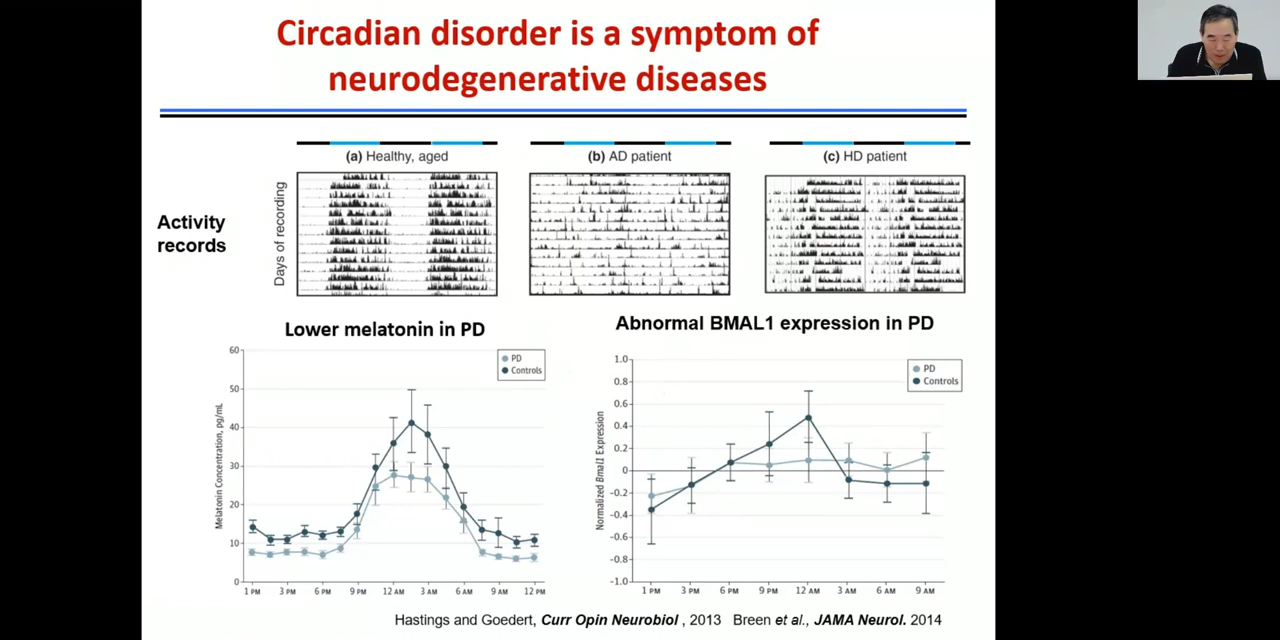 Circadian disorder is a symptom of
neurodegenerative diseases
(a) Healthy, aged
(b) AD patient
(c) HD patient
Activity
records
Days of recording
Lower melatonin in PD
60
50
40
30
20
10
0
Melatonin Concentration, pg/mL
PD
Controls
1 PM 3 PM 6 PM 9 PM 12 AM 3 AM 6 AM 9 AM 12 PM
Abnormal BMAL1 expression in PD
1.0
0.8
0.6
0.4
0.2
0
-0.2
-0.4
-0.6
-0.8
-1.0
Normalized Bmal1 Expression
PD
Controls
1 PM 3 PM 6 PM 9 PM 12 AM 3 AM 6 AM 9 AM
Hastings and Goedert, Curr Opin Neurobiol , 2013 Breen et al., JAMA Neurol. 2014